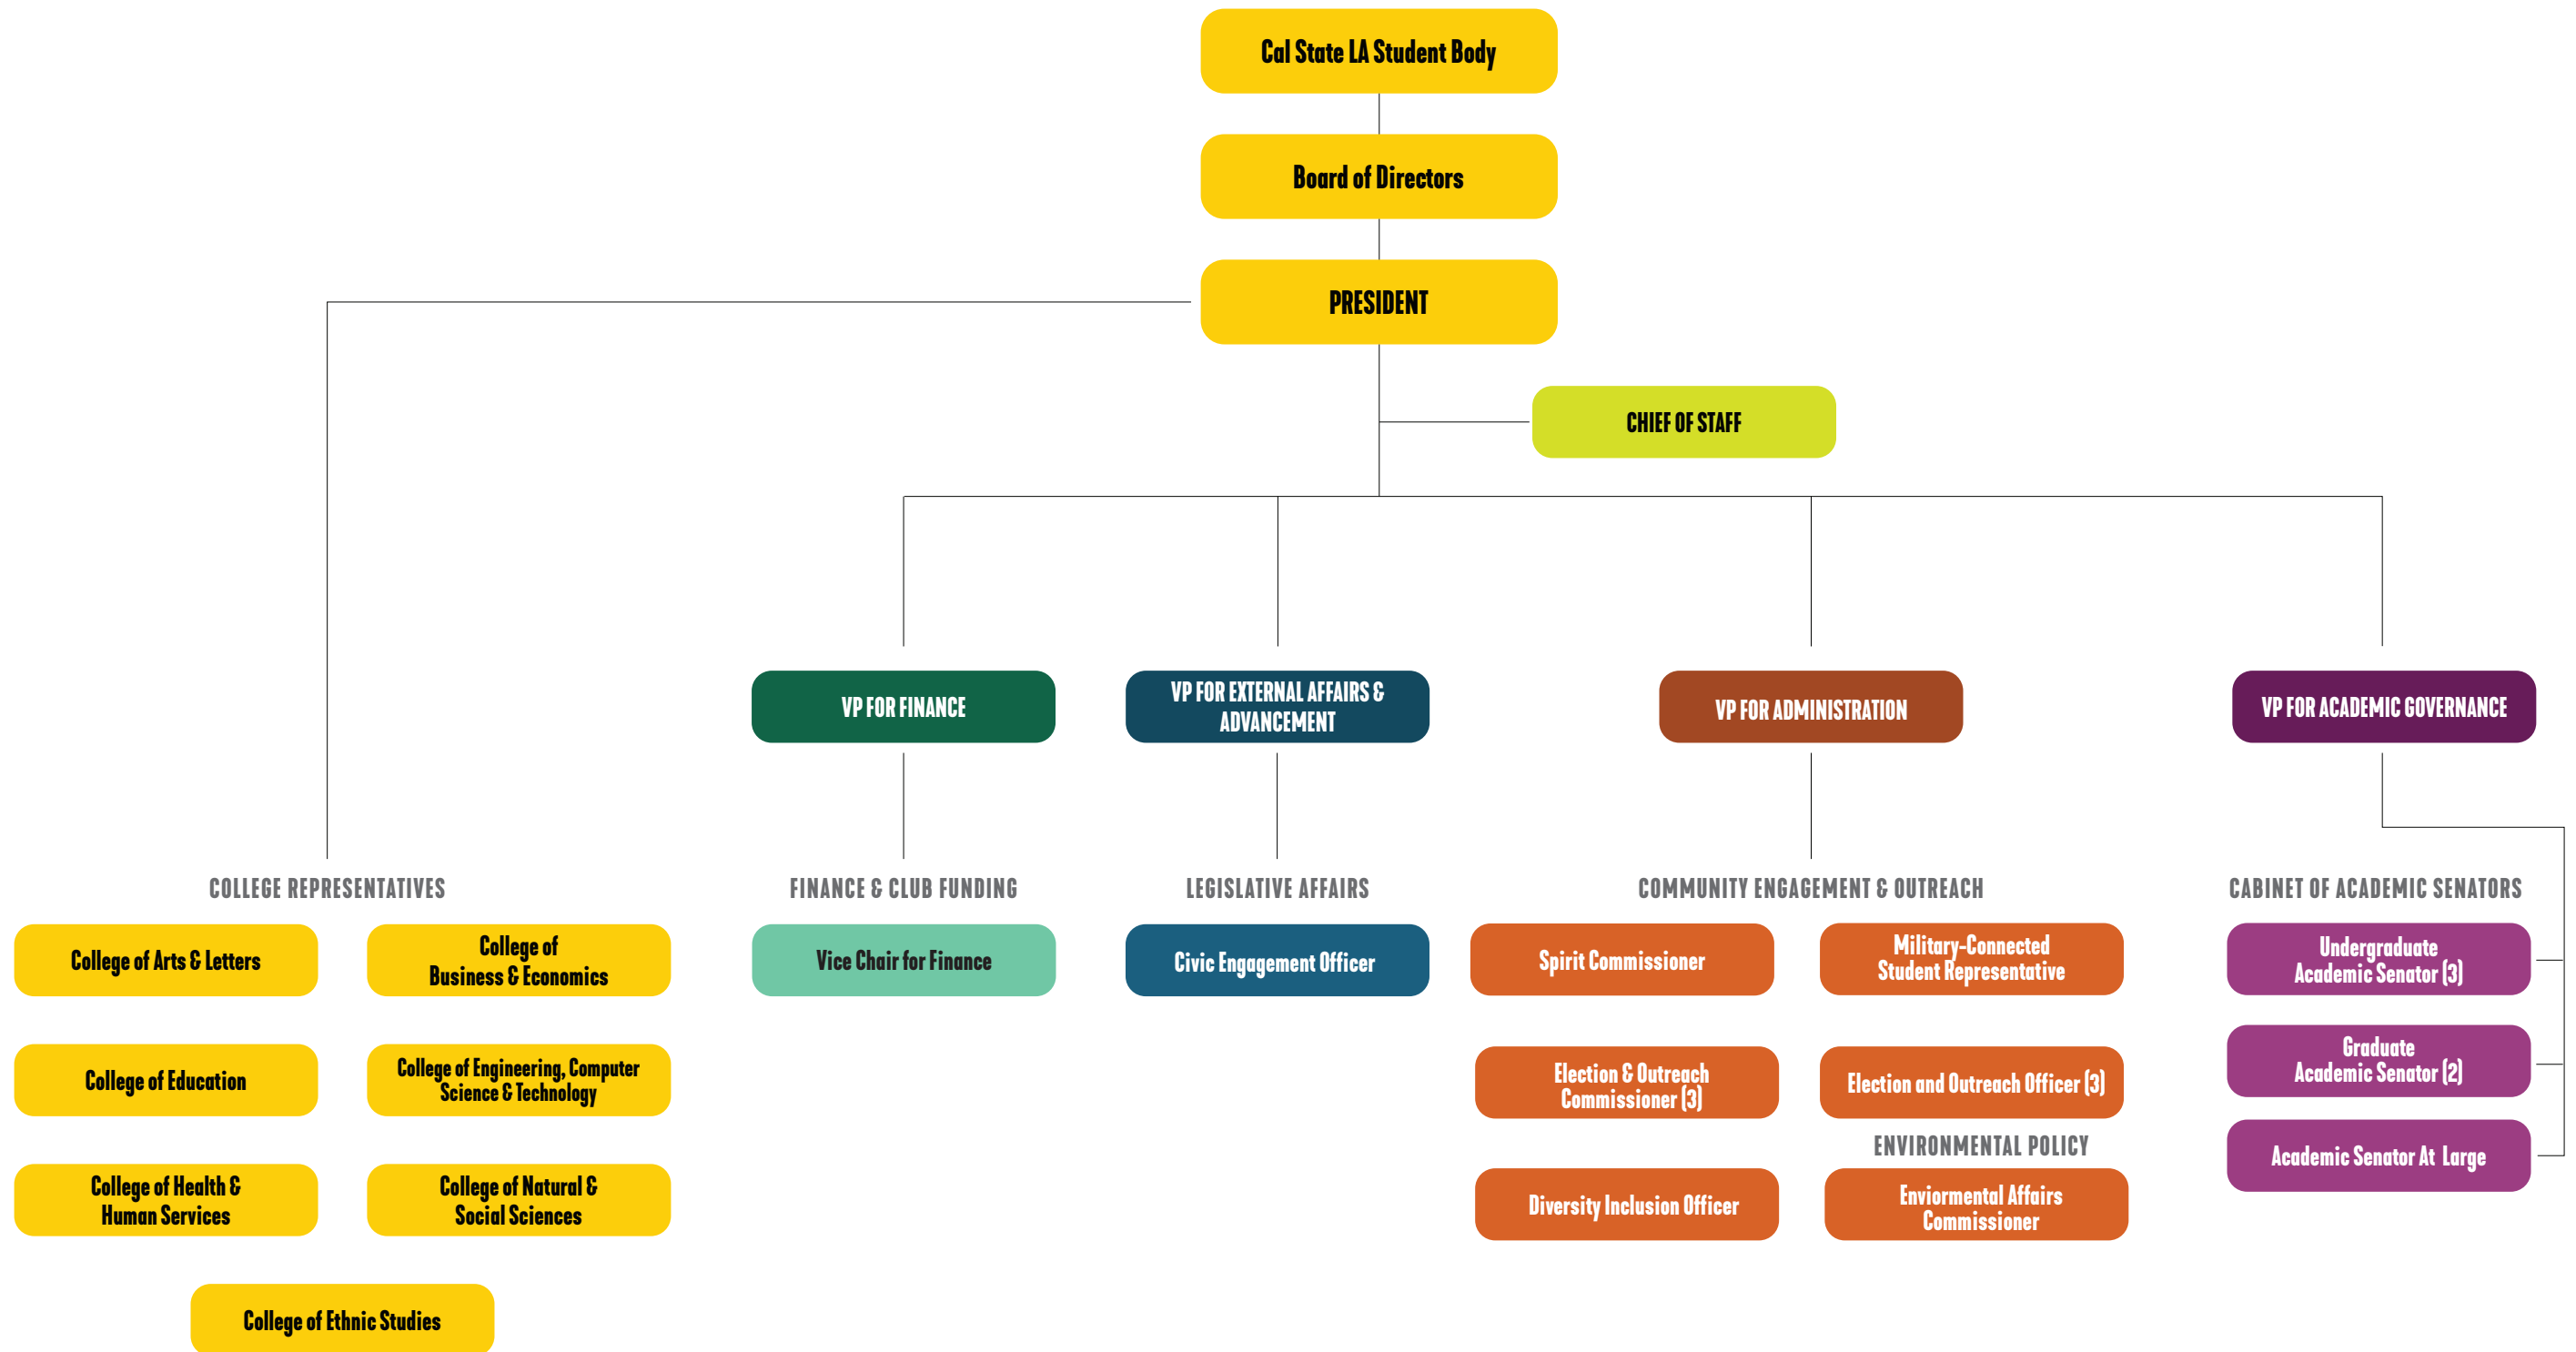 Cal State LA Student Body
Board of Directors
PRESIDENT
CHIEF OF STAFF
VP FOR FINANCE
VP FOR EXTERNAL AFFAIRS &
ADVANCEMENT
VP FOR ADMINISTRATION
VP FOR ACADEMIC GOVERNANCE
COLLEGE REPRESENTATIVES
College of Arts & Letters
College of
Business & Economics
College of Education
College of Engineering, Computer
Science & Technology
College of Health &
Human Services
College of Natural &
Social Sciences
College of Ethnic Studies
FINANCE & CLUB FUNDING
Vice Chair for Finance
LEGISLATIVE AFFAIRS
Civic Engagement Officer
COMMUNITY ENGAGEMENT & OUTREACH
Spirit Commissioner
Military-Connected
Student Representative
Election & Outreach
Commissioner (3)
Election and Outreach Officer (3)
Diversity Inclusion Officer
ENVIRONMENTAL POLICY
Enviormental Affairs
Commissioner
CABINET OF ACADEMIC SENATORS
Undergraduate
Academic Senator (3)
Graduate
Academic Senator (2)
Academic Senator At Large